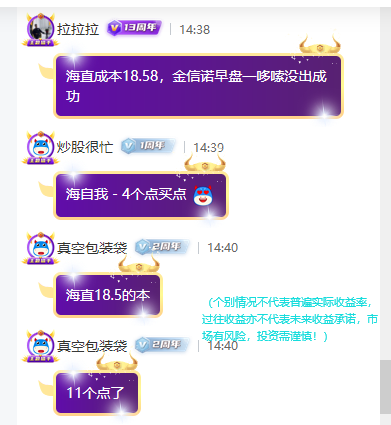 拉拉拉 13周年 14:38
海直成本18.58，金信诺早盘一哆嗦没出成
功
炒股很忙 1周年 14:39
海自我－4个点买点
真空包装袋 2周年 14:40
海直18.5的本
（个别情况不代表普遍实际收益率，
过往收益亦不代表未来收益承诺，市
场有风险，投资需谨慎！）
真空包装袋 2周年 14:40
11个点了